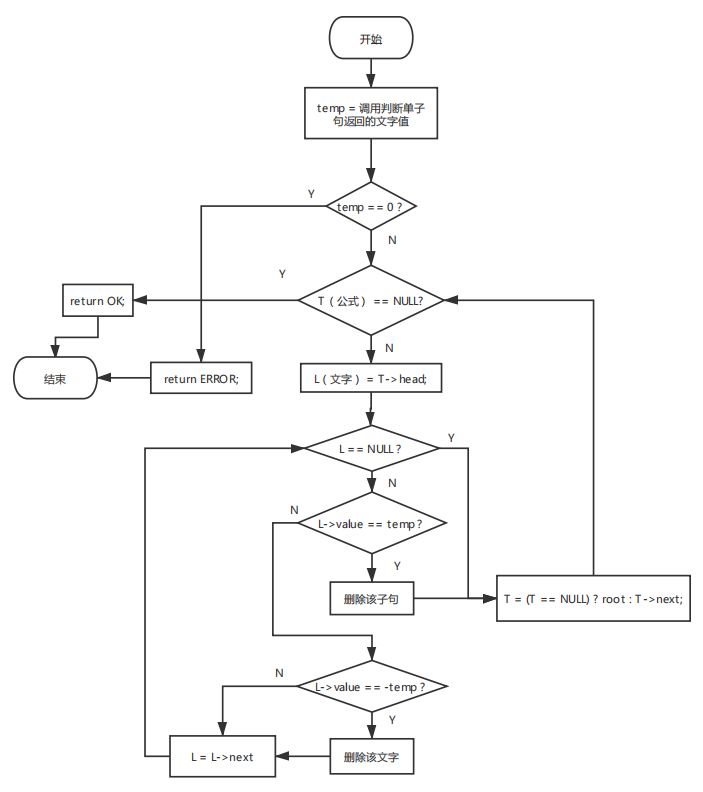 开始
temp = 调用判断单子
句返回的文字值
Y
temp == 0 ?
N
Y
T（公式） == NULL?
return OK;
N
结束
return ERROR;
L（文字） = T->head;
Y
L == NULL ?
N
N
L->value == temp ?
Y
删除该子句
T = (T == NULL) ? root : T->next;
N
L->value == -temp ?
Y
L = L->next
删除该文字